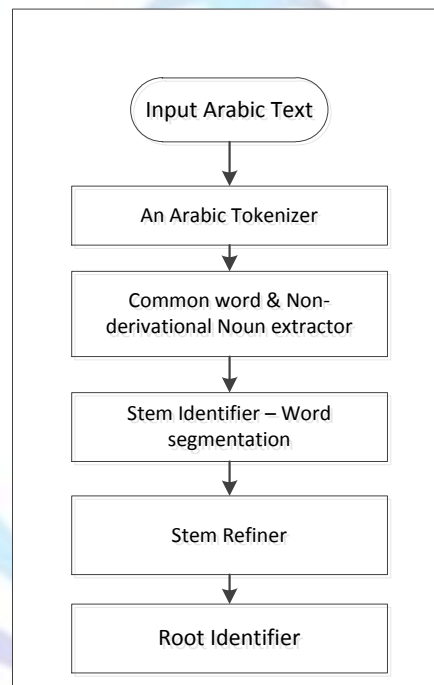 Input Arabic Text
An Arabic Tokenizer
Common word & Non-
derivational Noun extractor
Stem Identifier – Word
segmentation
Stem Refiner
Root Identifier